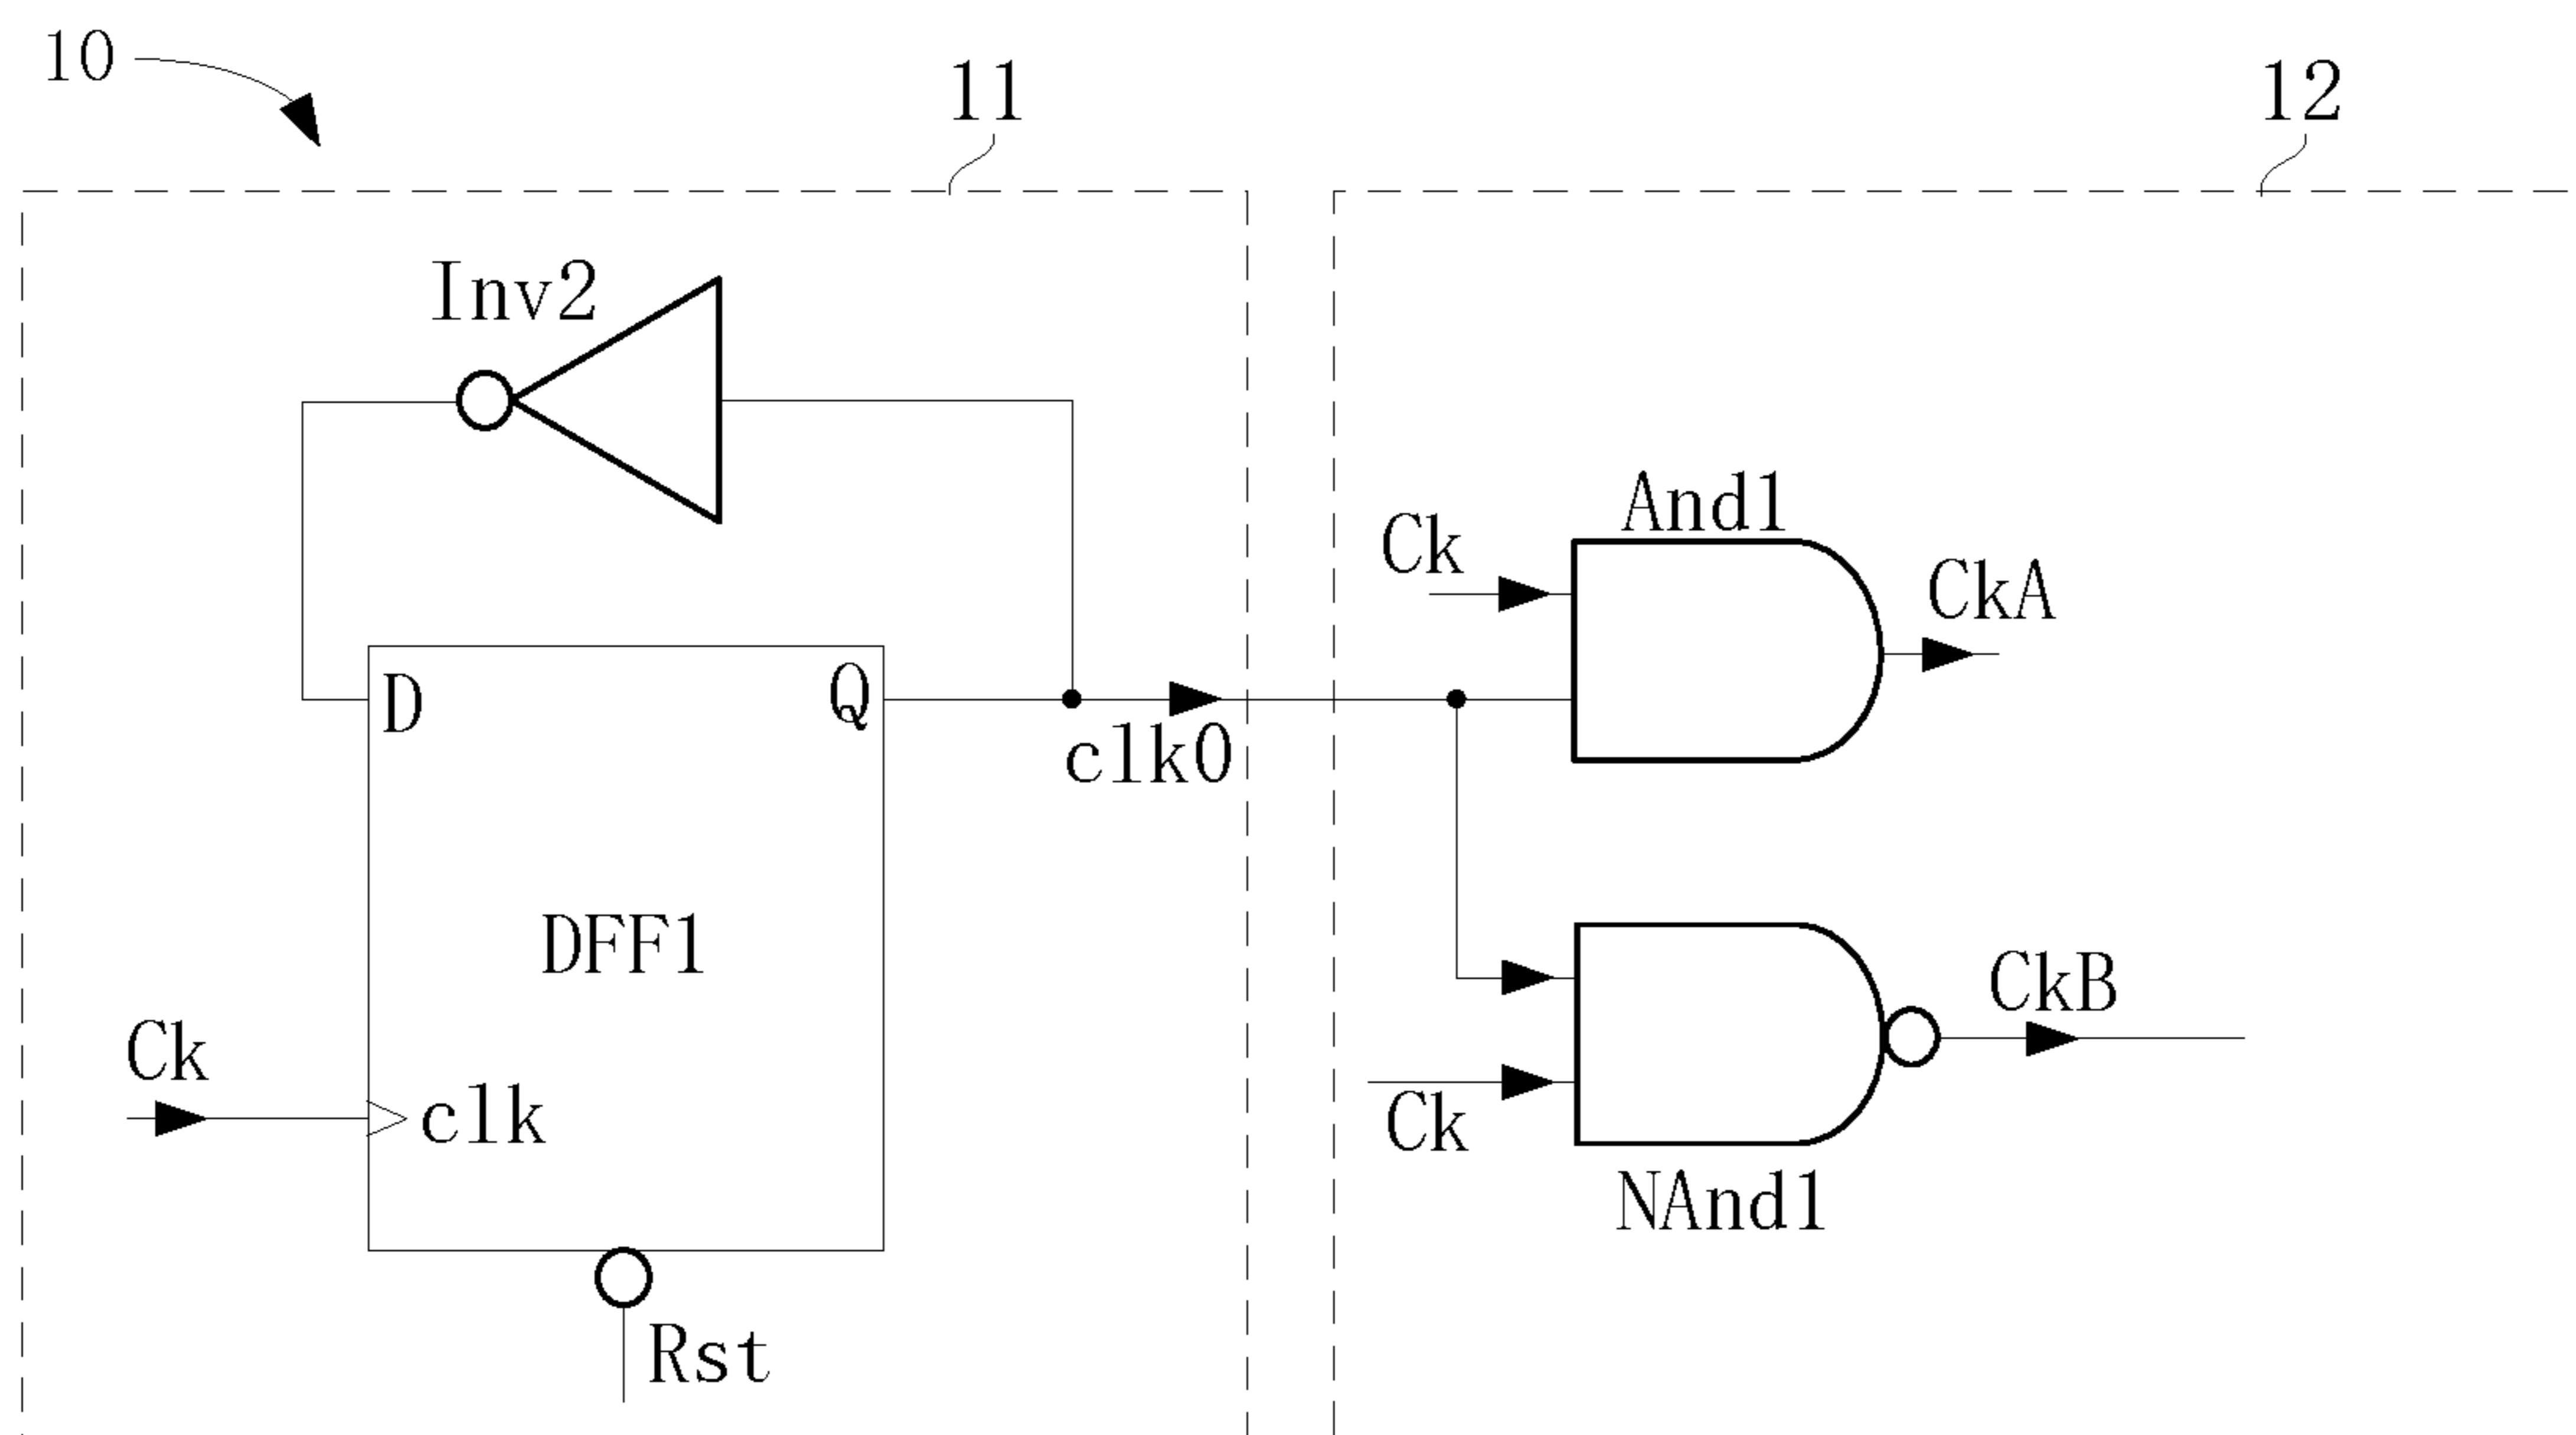 10
11
12
Inv2
And1
Ck
CkA
D
Q
clk0
DFF1
CkB
Ck
clk
Ck
NAnd1
Rst